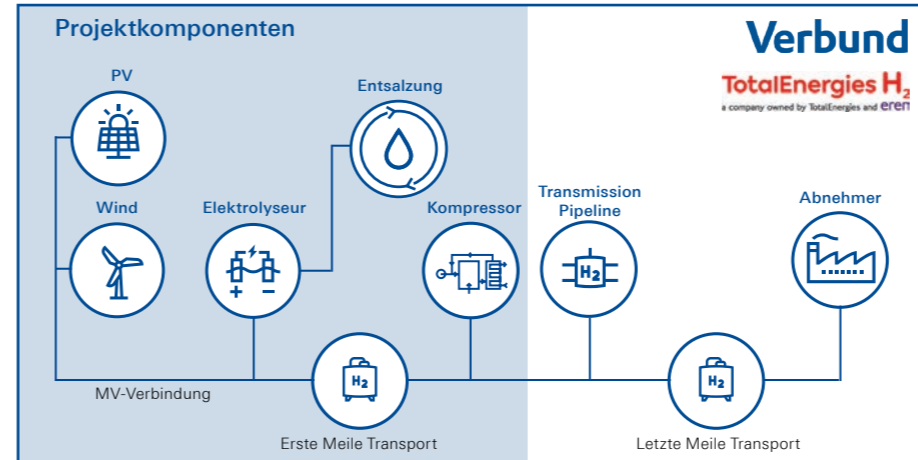 Projektkomponenten
Verbund
TotalEnergies H2
a company owned by TotalEnergies and eren
PV
Entsalzung
Wind
Elektrolyseur
Kompressor
Transmission
Pipeline
Abnehmer
+ −
H2
MV-Verbindung
H2
H2
Erste Meile Transport
Letzte Meile Transport